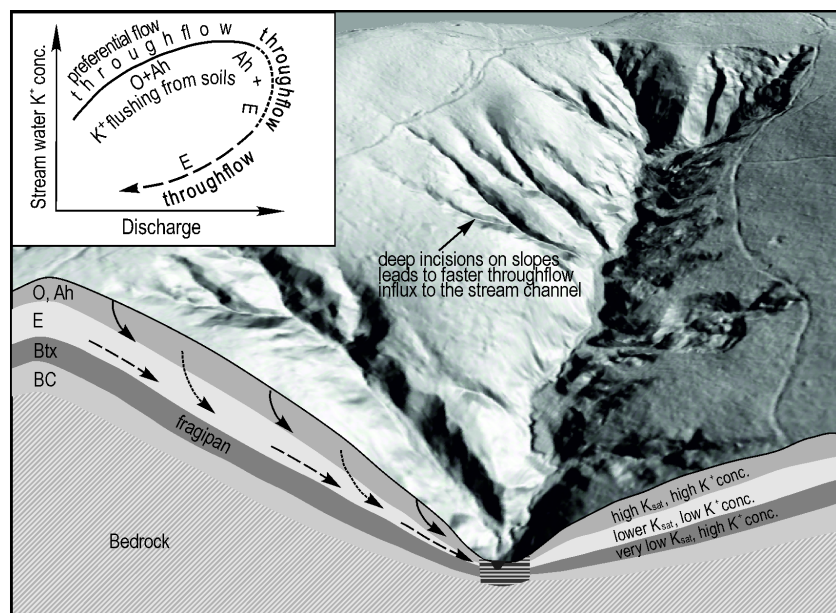 Stream water K⁺ conc.
preferential flow
throughflow
O+Ah
K⁺ flushing from soils
Ah + E
throughflow
E
throughflow
Discharge
deep incisions on slopes
leads to faster throughflow
influx to the stream channel
O, Ah
E
Btx
BC
fragipan
Bedrock
high Ksat, high K⁺ conc.
lower Ksat, low K⁺ conc.
very low Ksat, high K⁺ conc.